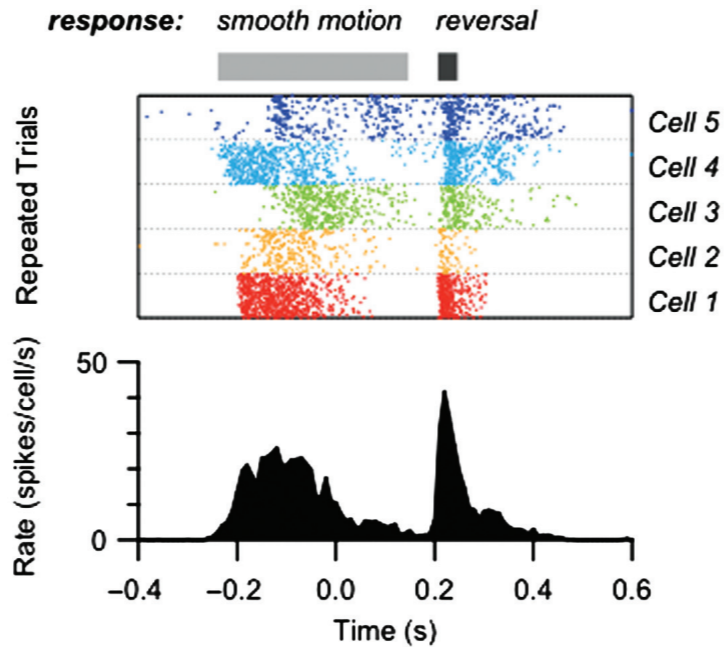 response: smooth motion reversal
Repeated Trials
Cell 5
Cell 4
Cell 3
Cell 2
Cell 1
Rate (spikes/cell/s)
50
0
−0.4 −0.2 0.0 0.2 0.4 0.6
Time (s)